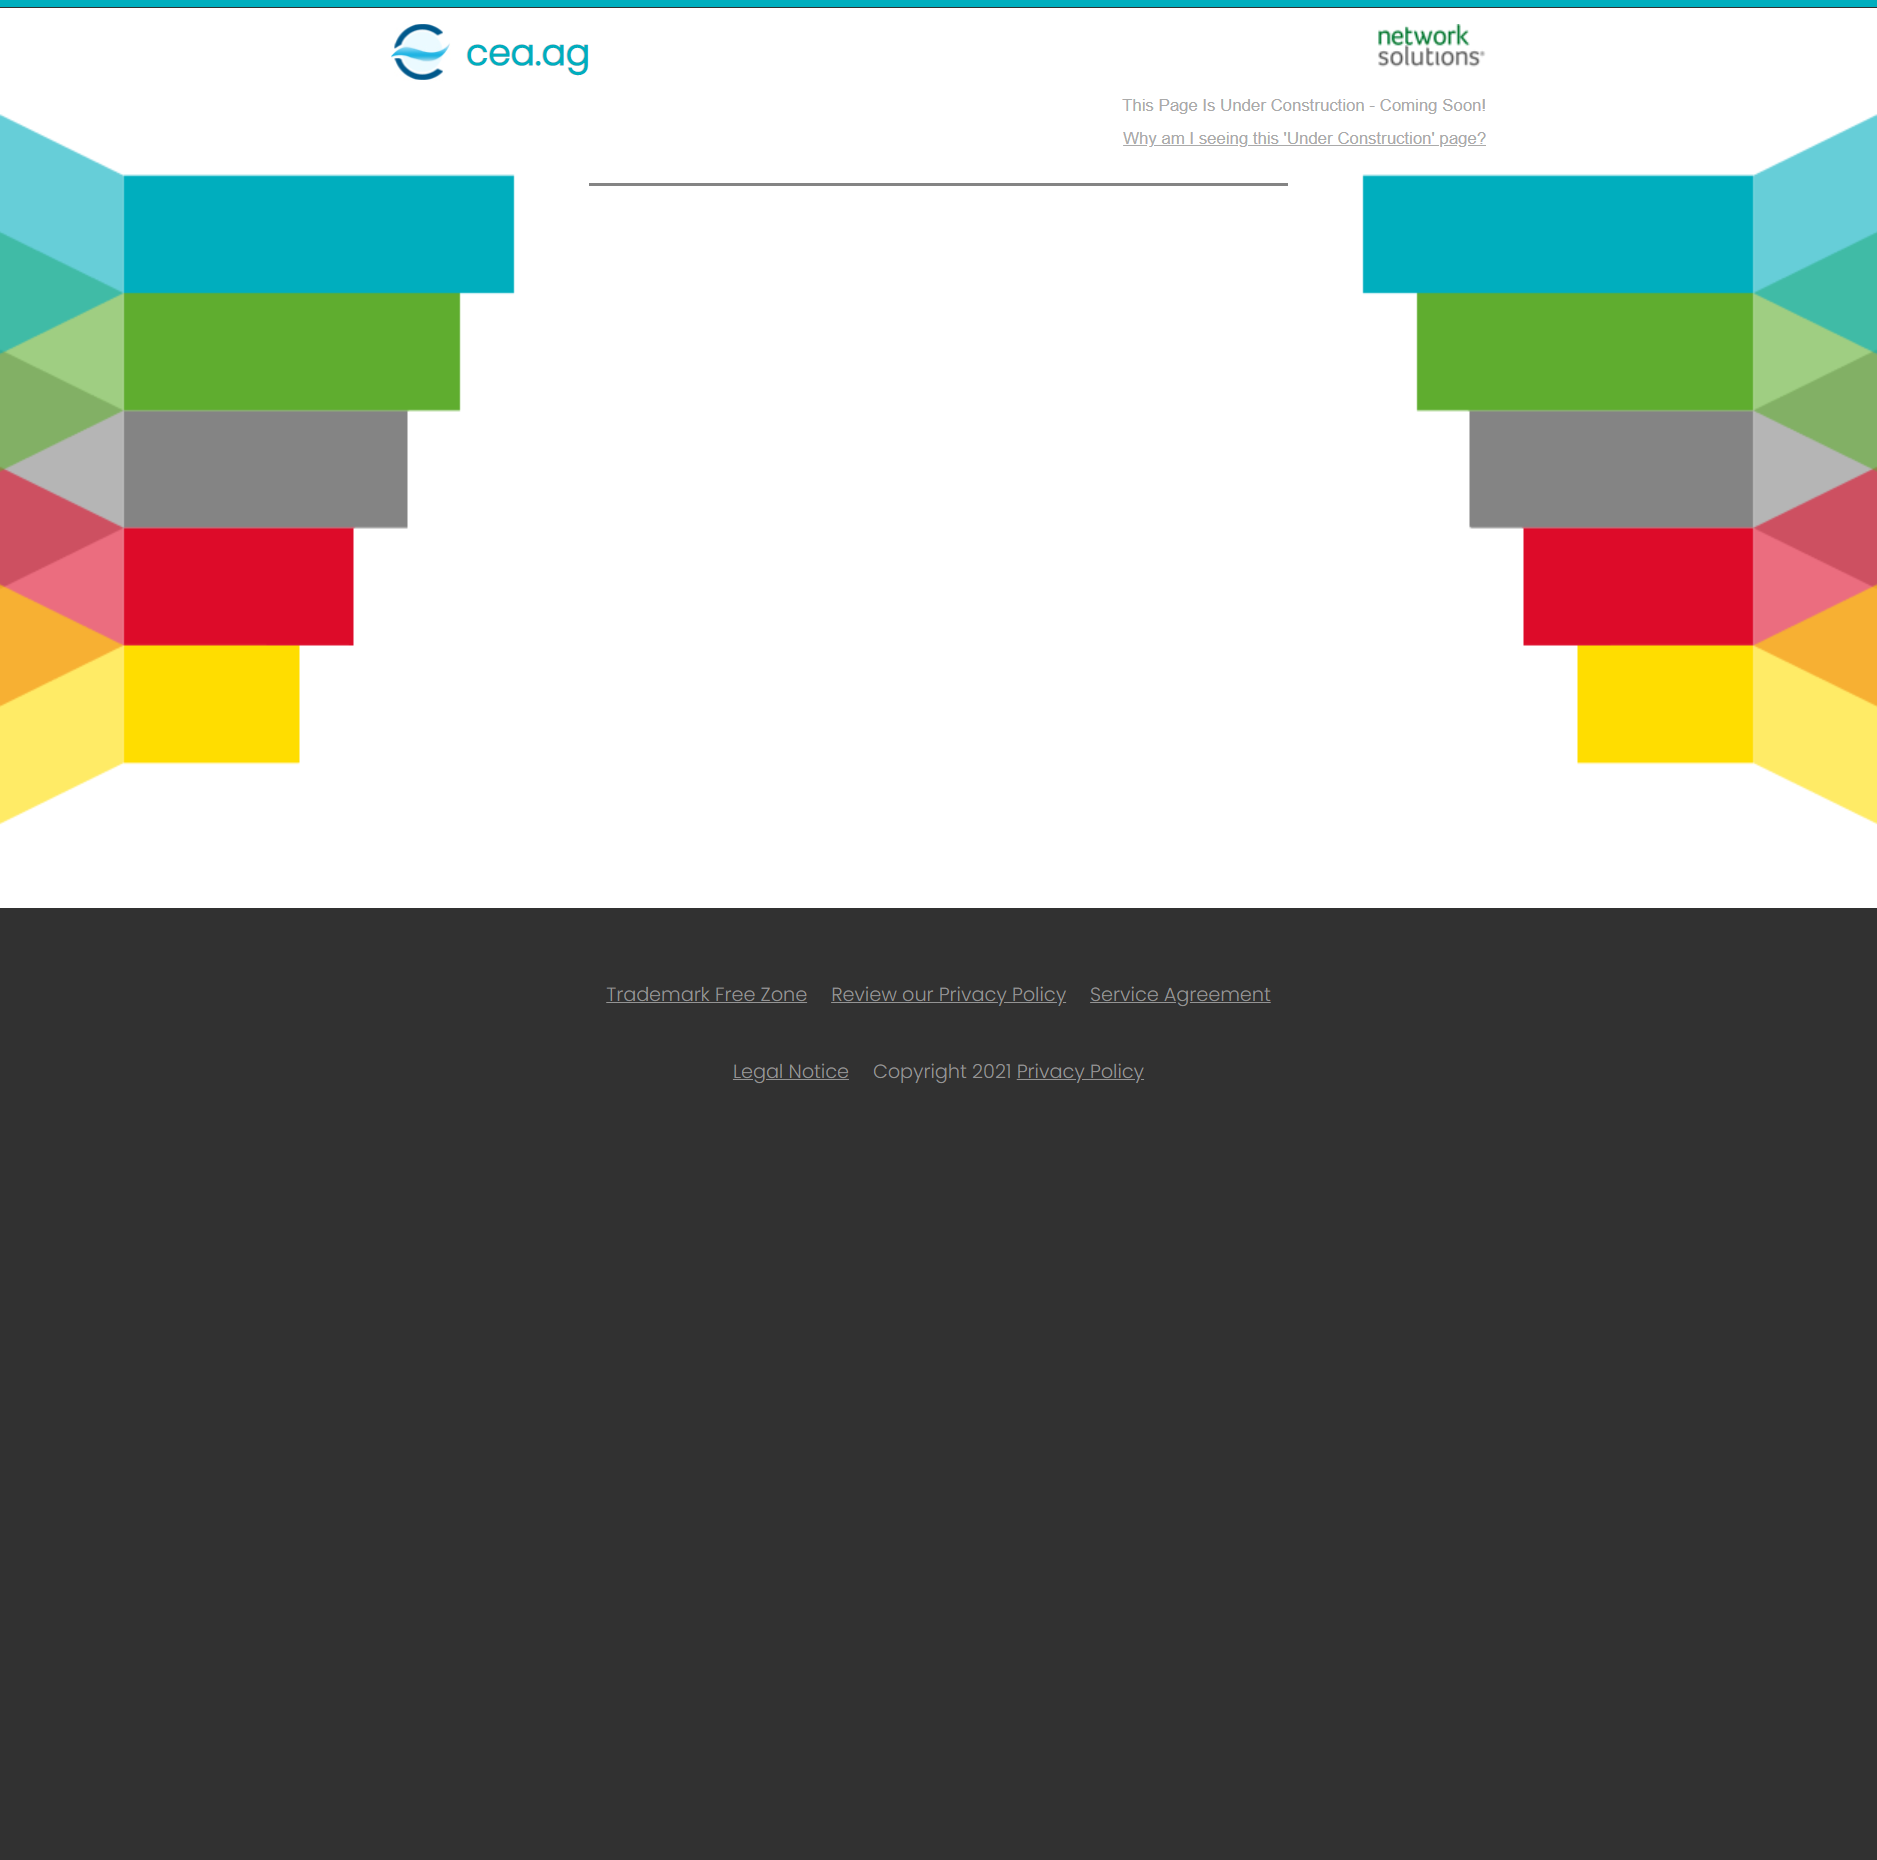 cea.ag
network
solutions
This Page Is Under Construction - Coming Soon!
Why am I seeing this 'Under Construction' page?
Trademark Free Zone Review our Privacy Policy Service Agreement
Legal Notice Copyright 2021 Privacy Policy